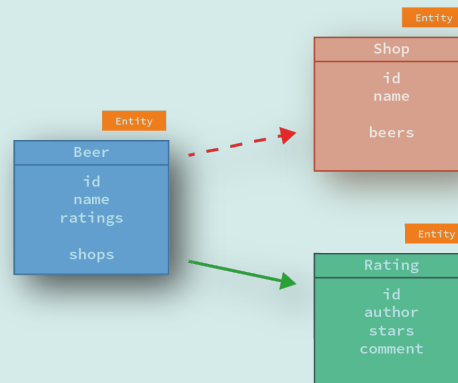 Entity
Shop
id
name
beers
Entity
Beer
id
name
ratings
shops
Entity
Rating
id
author
stars
comment